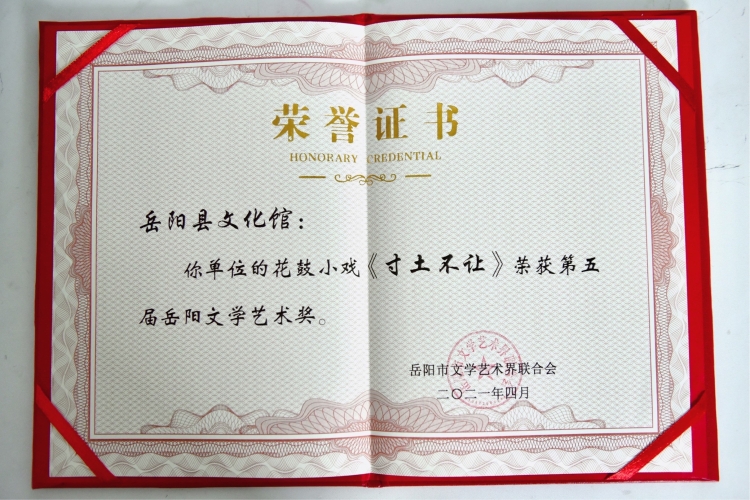 荣誉证书
HONORARY CREDENTIAL
岳阳县文化馆：
你单位的花鼓小戏《寸土不让》荣获第五
届岳阳文学艺术奖。
岳阳市文学艺术界联合会
二〇二一年四月